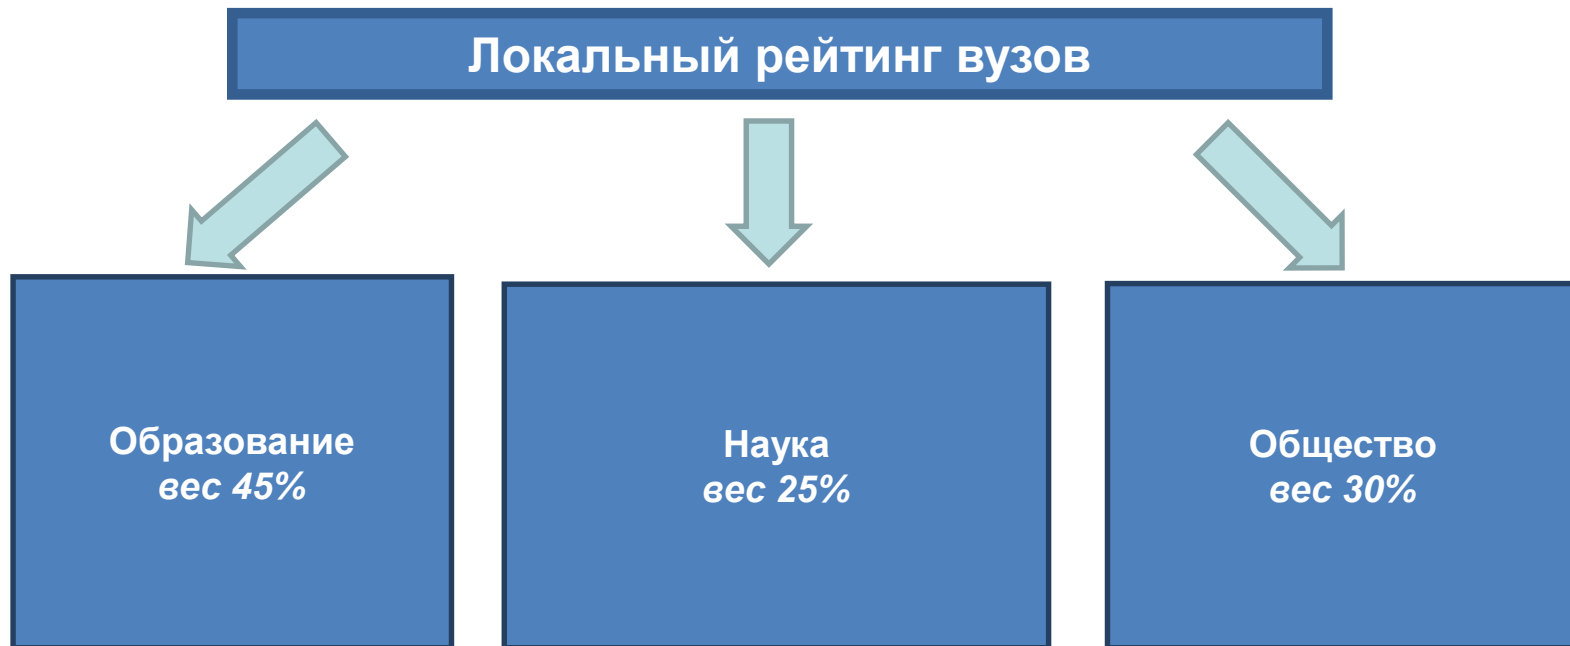 Локальный рейтинг вузов
Образование
вес 45%
Наука
вес 25%
Общество
вес 30%